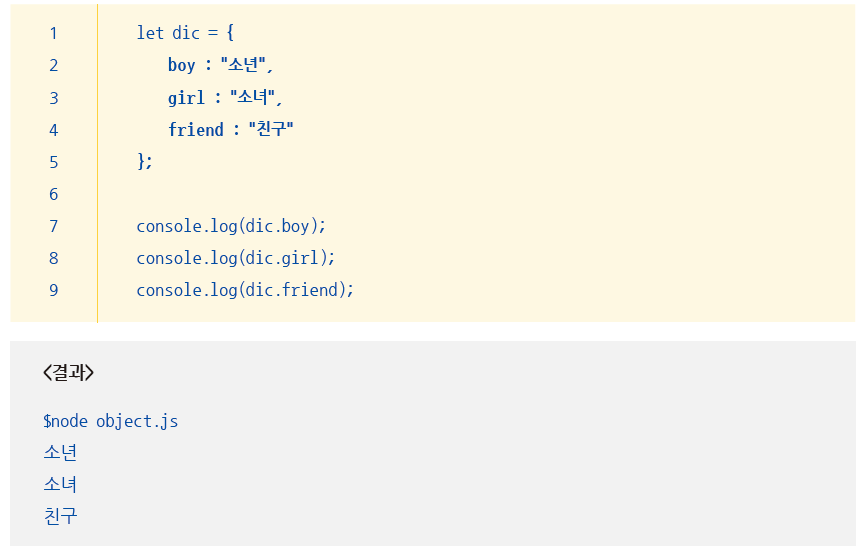 1 let dic = {
2 boy : "소년",
3 girl : "소녀",
4 friend : "친구"
5 };
6
7 console.log(dic.boy);
8 console.log(dic.girl);
9 console.log(dic.friend);
<결과>
$node object.js
소년
소녀
친구